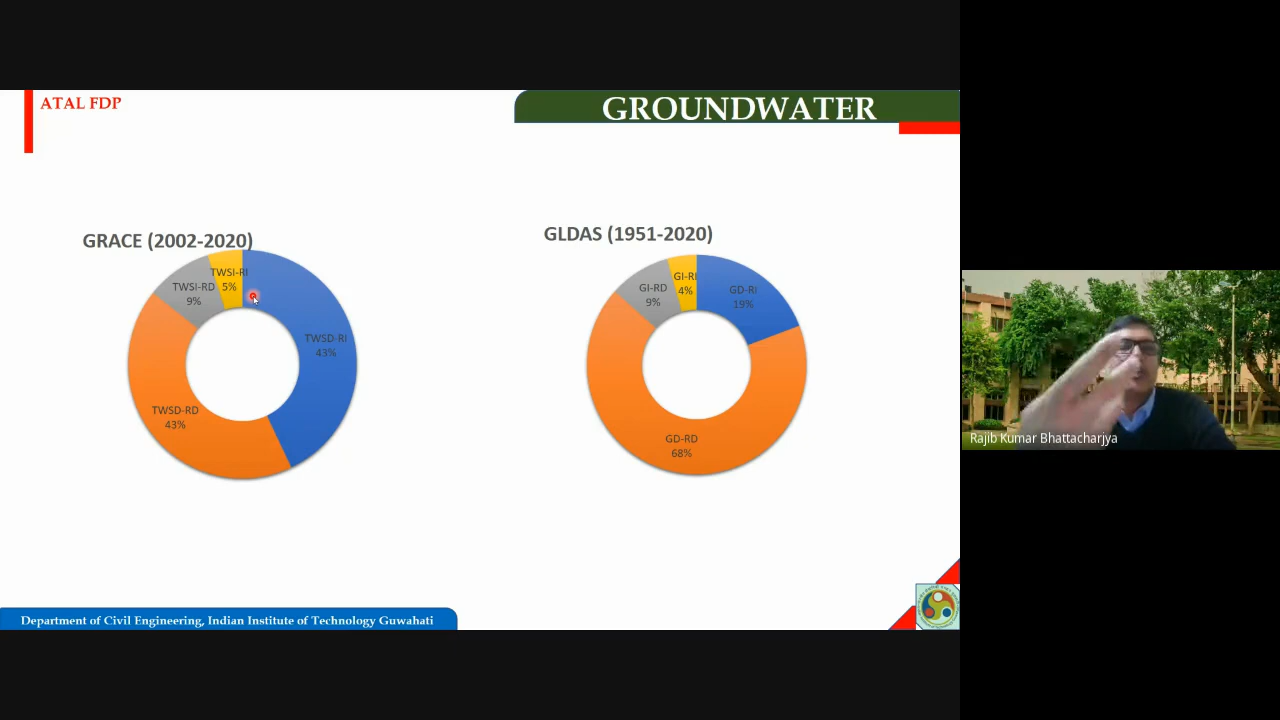 ATAL FDP
GROUNDWATER
GRACE (2002-2020)
TWSI-RI
5%
TWSI-RD
9%
TWSD-RI
43%
TWSD-RD
43%
GLDAS (1951-2020)
GI-RI
4%
GI-RD
9%
GD-RI
19%
GD-RD
68%
Rajib Kumar Bhattacharjya
Department of Civil Engineering, Indian Institute of Technology Guwahati